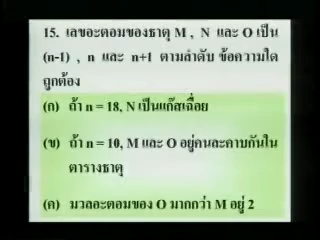 15. เลขอะตอมของธาตุ M , N และ O เป็น
(n-1) , n และ n+1 ตามลำดับ ข้อความใด
ถูกต้อง
(ก) ถ้า n = 18, N เป็นแก๊สเฉื่อย
(ข) ถ้า n = 10, M และ O อยู่คนละคาบกันใน
ตารางธาตุ
(ค) มวลอะตอมของ O มากกว่า M อยู่ 2